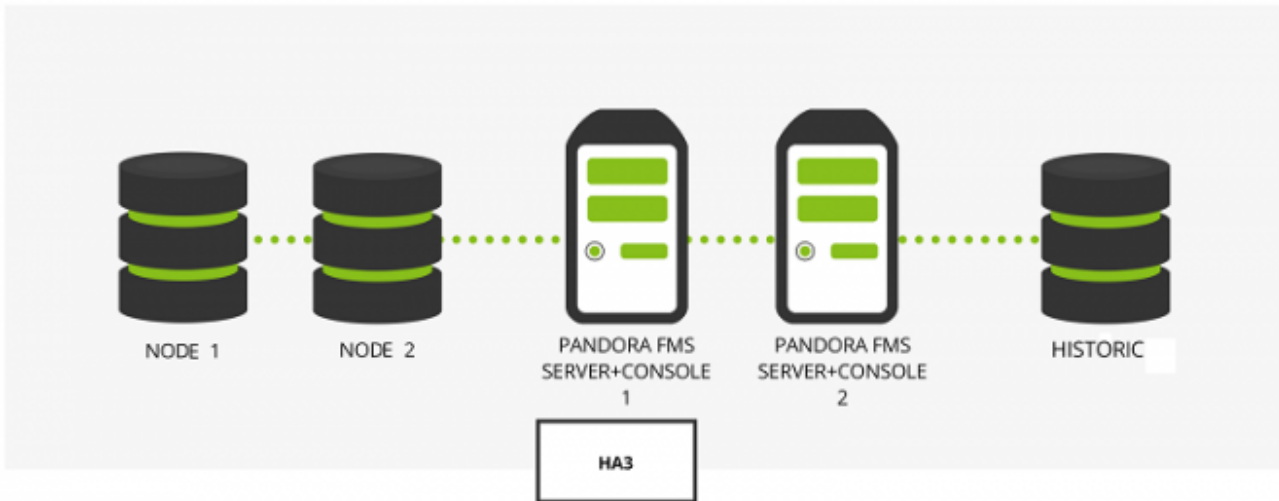 NODE 1
NODE 2
PANDORA FMS
SERVER+CONSOLE
1
PANDORA FMS
SERVER+CONSOLE
2
HISTORIC
HA3